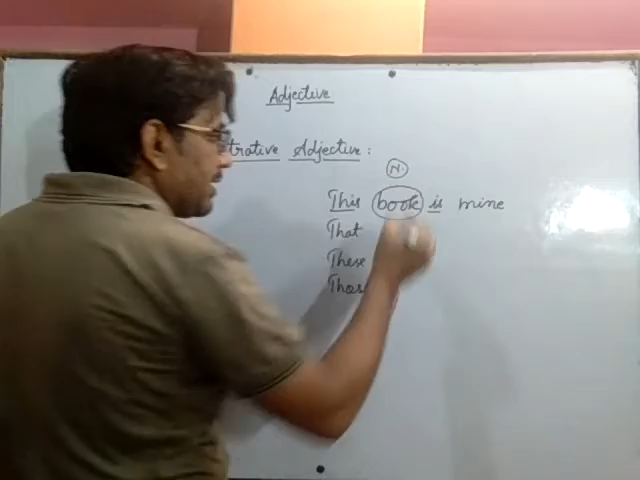 Adjective
trative Adjective :
N.
This book is mine
That
These
Thos